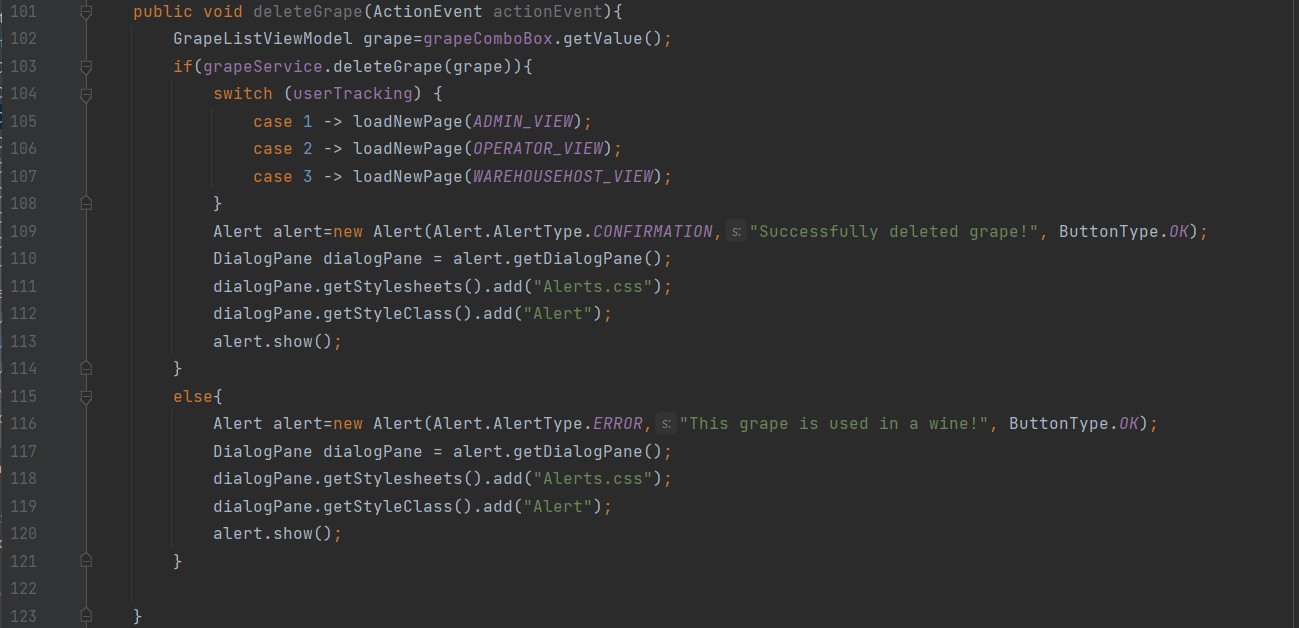 101 public void deleteGrape(ActionEvent actionEvent){
102 GrapeListViewModel grape=grapeComboBox.getValue();
103 if(grapeService.deleteGrape(grape)){
104 switch (userTracking) {
105 case 1 -> loadNewPage(ADMIN_VIEW);
106 case 2 -> loadNewPage(OPERATOR_VIEW);
107 case 3 -> loadNewPage(WAREHOUSEHOST_VIEW);
108 }
109 Alert alert=new Alert(Alert.AlertType.CONFIRMATION, s: "Successfully deleted grape!", ButtonType.OK);
110 DialogPane dialogPane = alert.getDialogPane();
111 dialogPane.getStylesheets().add("Alerts.css");
112 dialogPane.getStyleClass().add("Alert");
113 alert.show();
114 }
115 else{
116 Alert alert=new Alert(Alert.AlertType.ERROR, s: "This grape is used in a wine!", ButtonType.OK);
117 DialogPane dialogPane = alert.getDialogPane();
118 dialogPane.getStylesheets().add("Alerts.css");
119 dialogPane.getStyleClass().add("Alert");
120 alert.show();
121 }
122
123 }